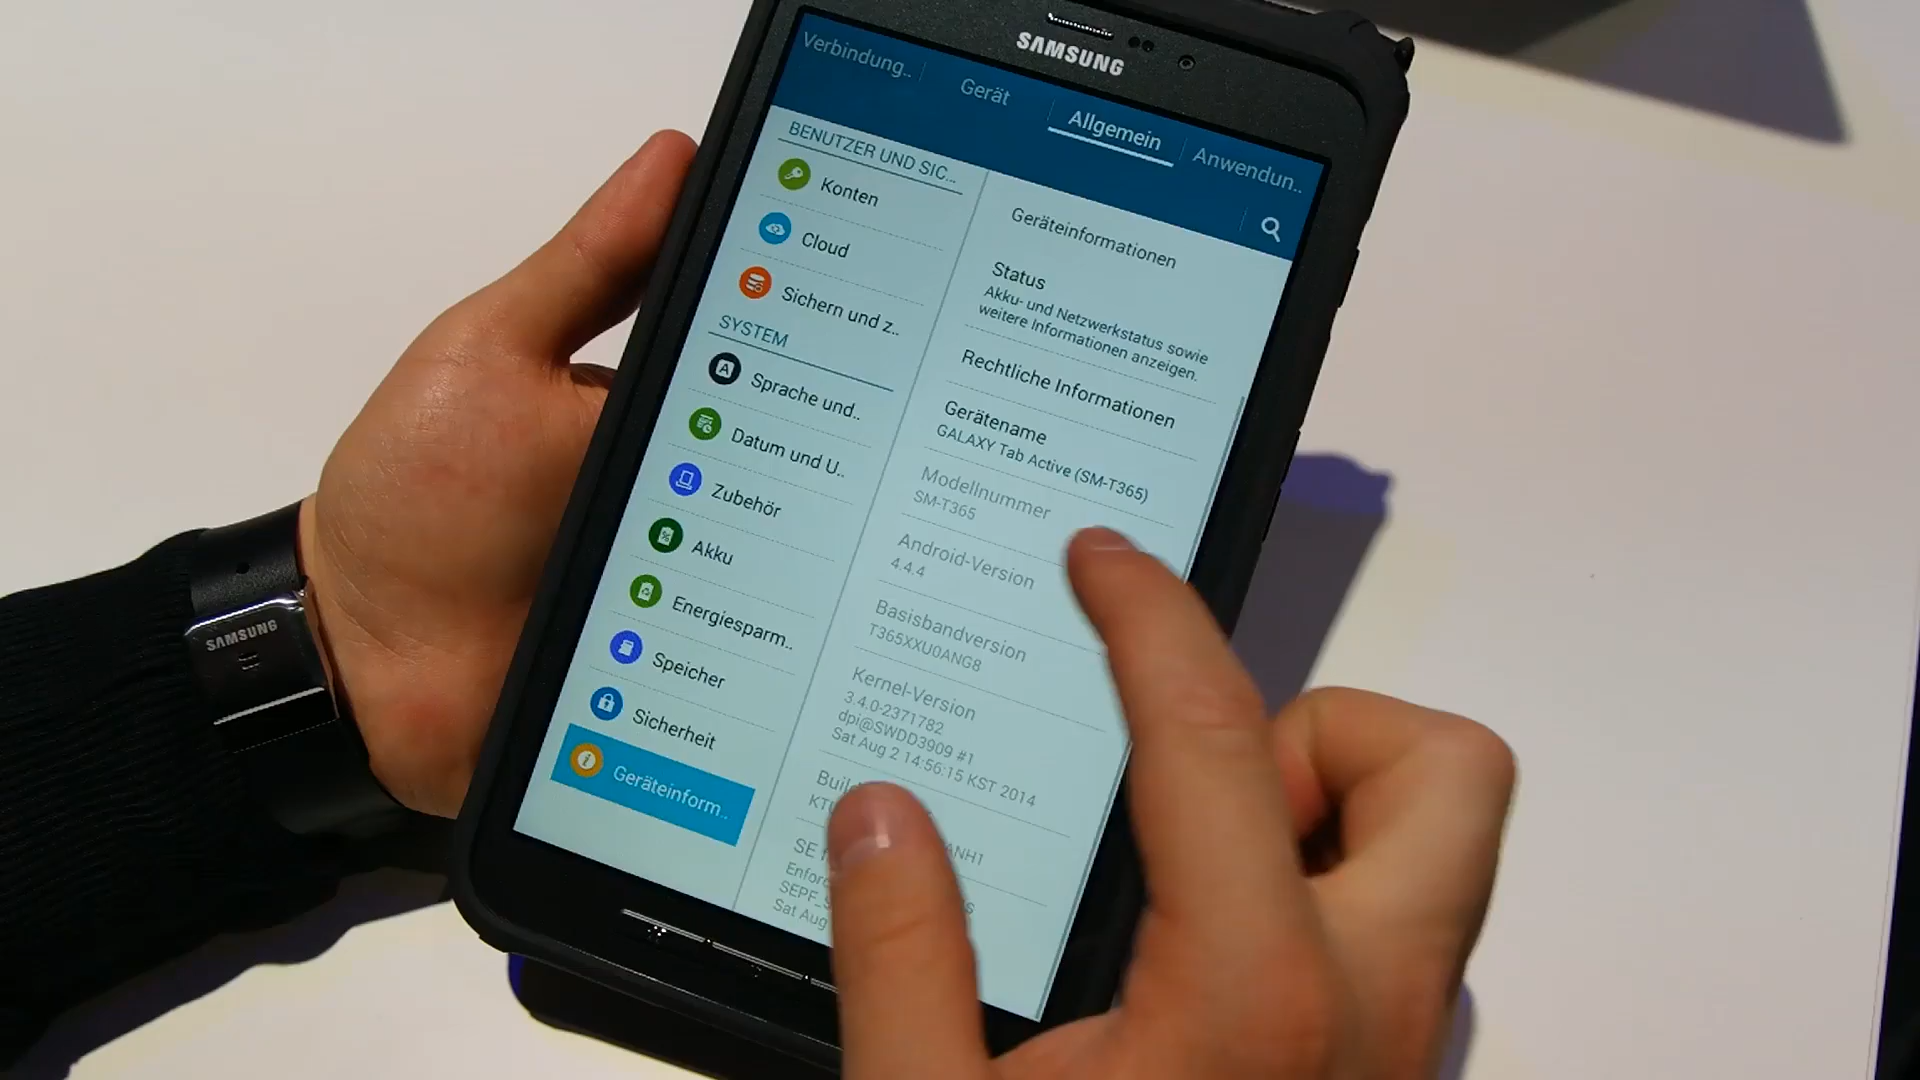 SAMSUNG
Verbindung..
Gerät
Allgemein
Anwendun..
BENUTZER UND SIC...
Konten
Cloud
Sichern und z..
SYSTEM
Sprache und..
Datum und U..
Zubehör
Akku
Energiesparm..
Speicher
Sicherheit
Geräteinform..
Geräteinformationen
Status
Akku- und Netzwerkstatus sowie
weitere Informationen anzeigen.
Rechtliche Informationen
Gerätename
GALAXY Tab Active (SM-T365)
Modellnummer
SM-T365
Android-Version
4.4.4
Basisbandversion
T365XXU0ANG8
Kernel-Version
3.4.0-2371782
dpi@SWDD3909 #1
Sat Aug 2 14:56:15 KST 2014
SE
Sat Aug
SAMSUNG